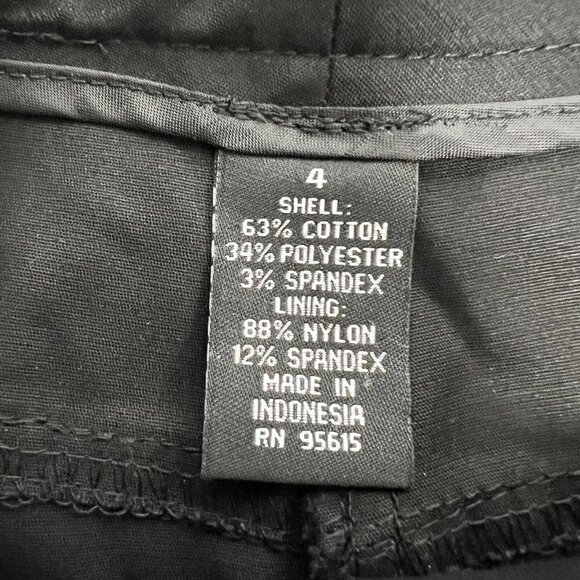 4
SHELL:
63% COTTON
34% POLYESTER
3% SPANDEX
LINING:
88% NYLON
12% SPANDEX
MADE IN
INDONESIA
RN 95615